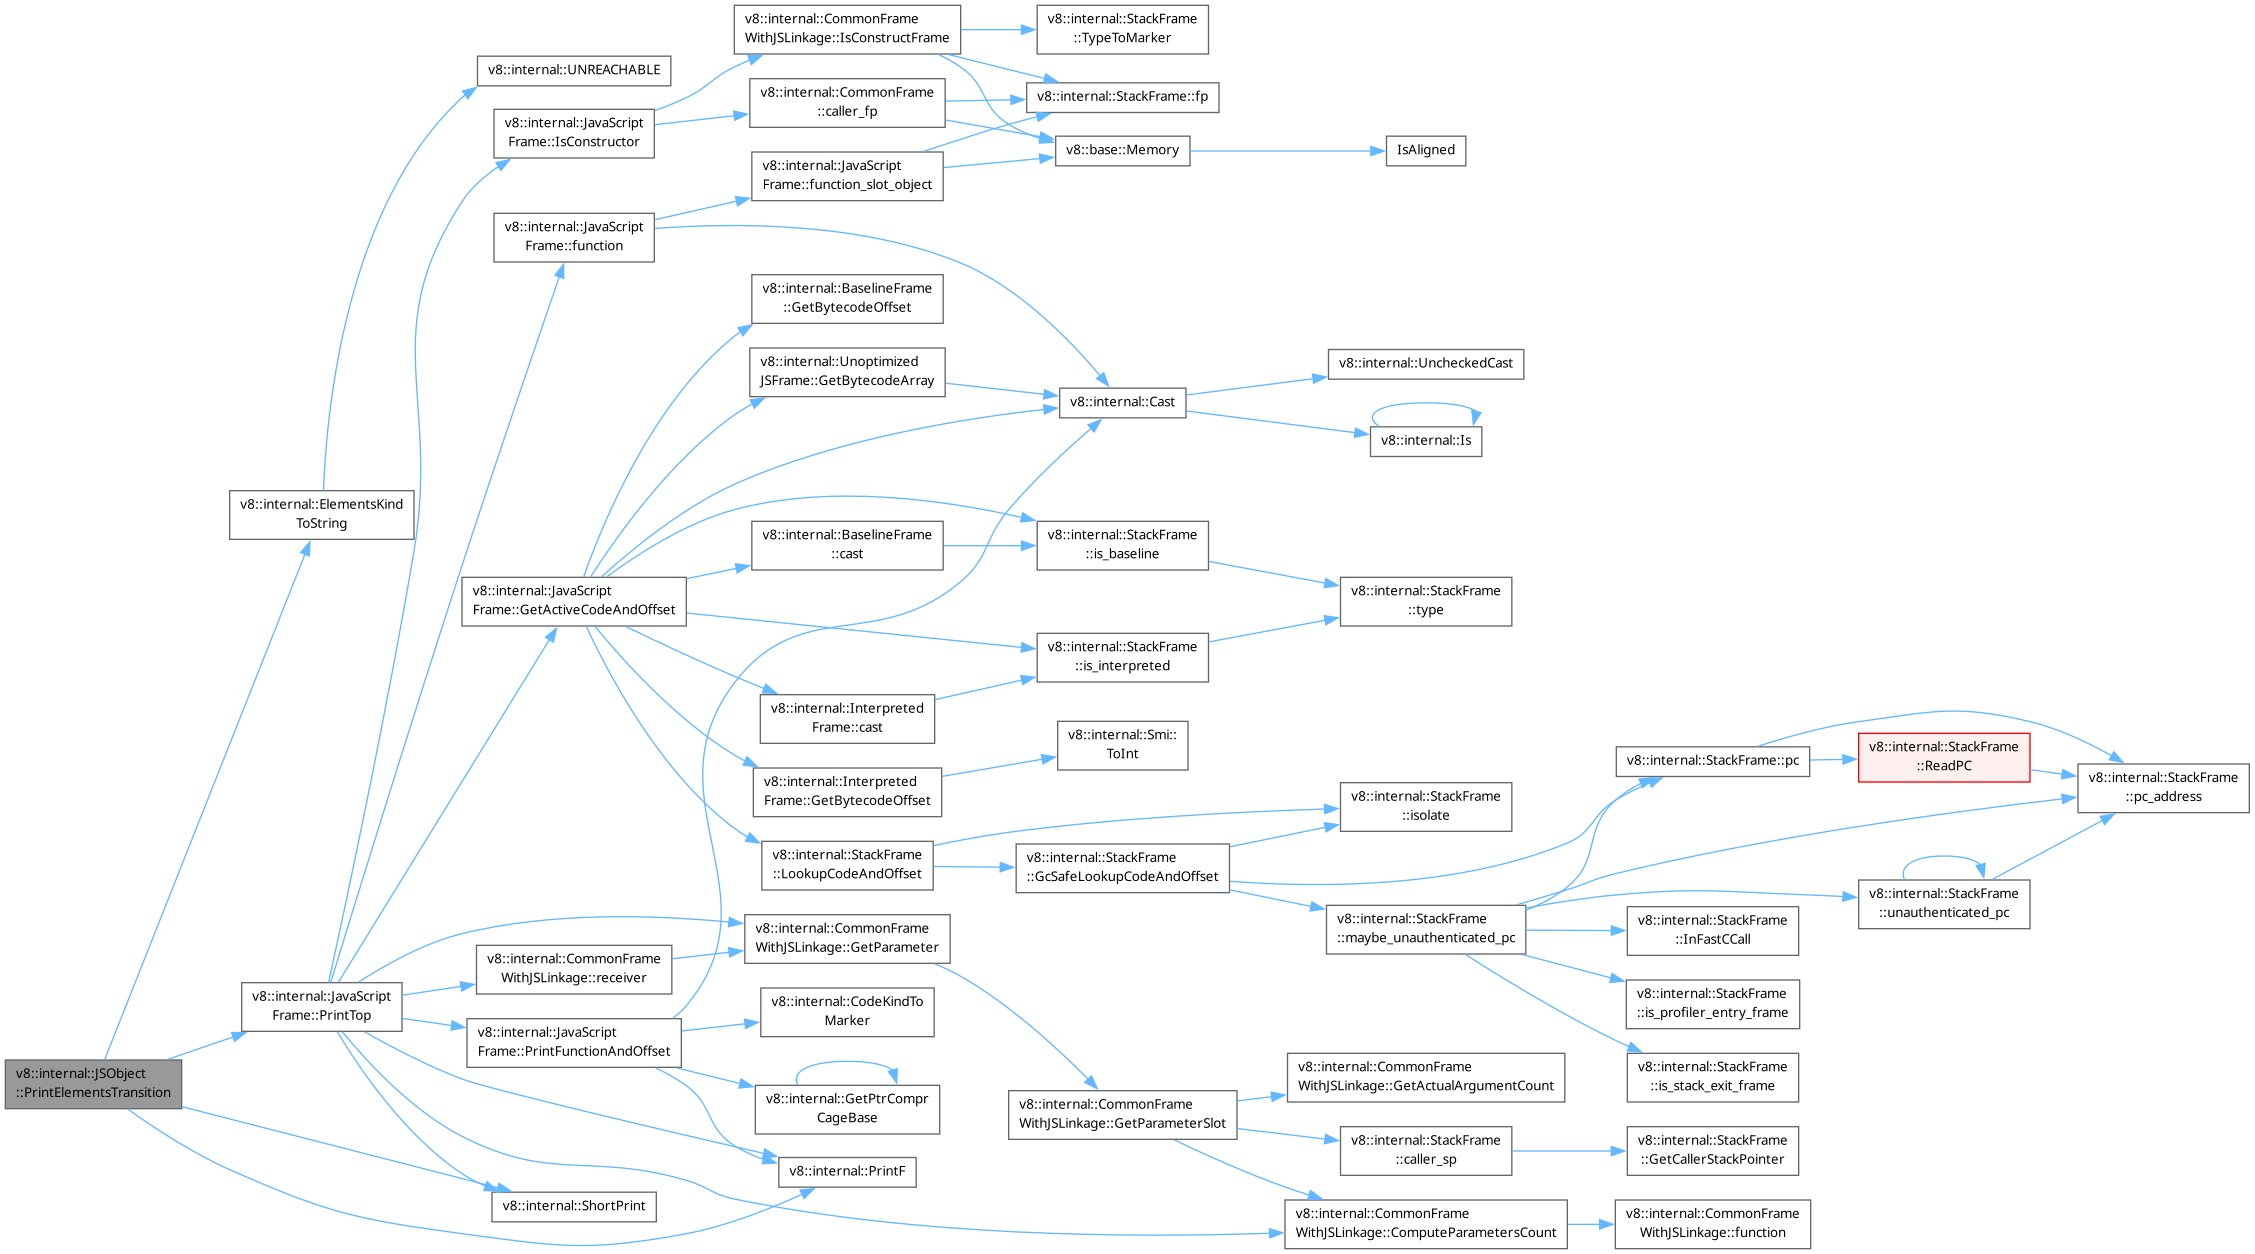 v8::internal::CommonFrame
WithJSLinkage::IsConstructFrame
v8::internal::StackFrame
::TypeToMarker
v8::internal::UNREACHABLE
v8::internal::CommonFrame
::caller_fp
v8::internal::StackFrame::fp
v8::internal::JavaScript
Frame::IsConstructor
v8::base::Memory
IsAligned
v8::internal::JavaScript
Frame::function_slot_object
v8::internal::JavaScript
Frame::function
v8::internal::BaselineFrame
::GetBytecodeOffset
v8::internal::Unoptimized
JSFrame::GetBytecodeArray
v8::internal::UncheckedCast
v8::internal::Cast
v8::internal::Is
v8::internal::ElementsKind
ToString
v8::internal::BaselineFrame
::cast
v8::internal::StackFrame
::is_baseline
v8::internal::JavaScript
Frame::GetActiveCodeAndOffset
v8::internal::StackFrame
::type
v8::internal::StackFrame
::is_interpreted
v8::internal::Interpreted
Frame::cast
v8::internal::Smi::
ToInt
v8::internal::StackFrame::pc
v8::internal::StackFrame
::ReadPC
v8::internal::StackFrame
::pc_address
v8::internal::Interpreted
Frame::GetBytecodeOffset
v8::internal::StackFrame
::isolate
v8::internal::StackFrame
::LookupCodeAndOffset
v8::internal::StackFrame
::GcSafeLookupCodeAndOffset
v8::internal::StackFrame
::unauthenticated_pc
v8::internal::StackFrame
::maybe_unauthenticated_pc
v8::internal::StackFrame
::InFastCCall
v8::internal::CommonFrame
WithJSLinkage::GetParameter
v8::internal::CommonFrame
WithJSLinkage::receiver
v8::internal::JavaScript
Frame::PrintTop
v8::internal::StackFrame
::is_profiler_entry_frame
v8::internal::CodeKindTo
Marker
v8::internal::JavaScript
Frame::PrintFunctionAndOffset
v8::internal::StackFrame
::is_stack_exit_frame
v8::internal::JSObject
::PrintElementsTransition
v8::internal::CommonFrame
WithJSLinkage::GetActualArgumentCount
v8::internal::GetPtrCompr
CageBase
v8::internal::CommonFrame
WithJSLinkage::GetParameterSlot
v8::internal::StackFrame
::caller_sp
v8::internal::StackFrame
::GetCallerStackPointer
v8::internal::PrintF
v8::internal::ShortPrint
v8::internal::CommonFrame
WithJSLinkage::ComputeParametersCount
v8::internal::CommonFrame
WithJSLinkage::function